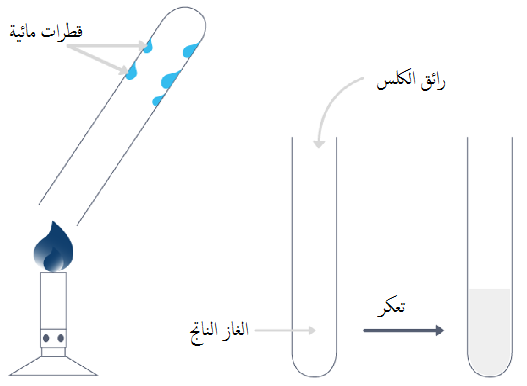 قطرات مائية
رائق الكلس
تعكر
الغاز الناتج